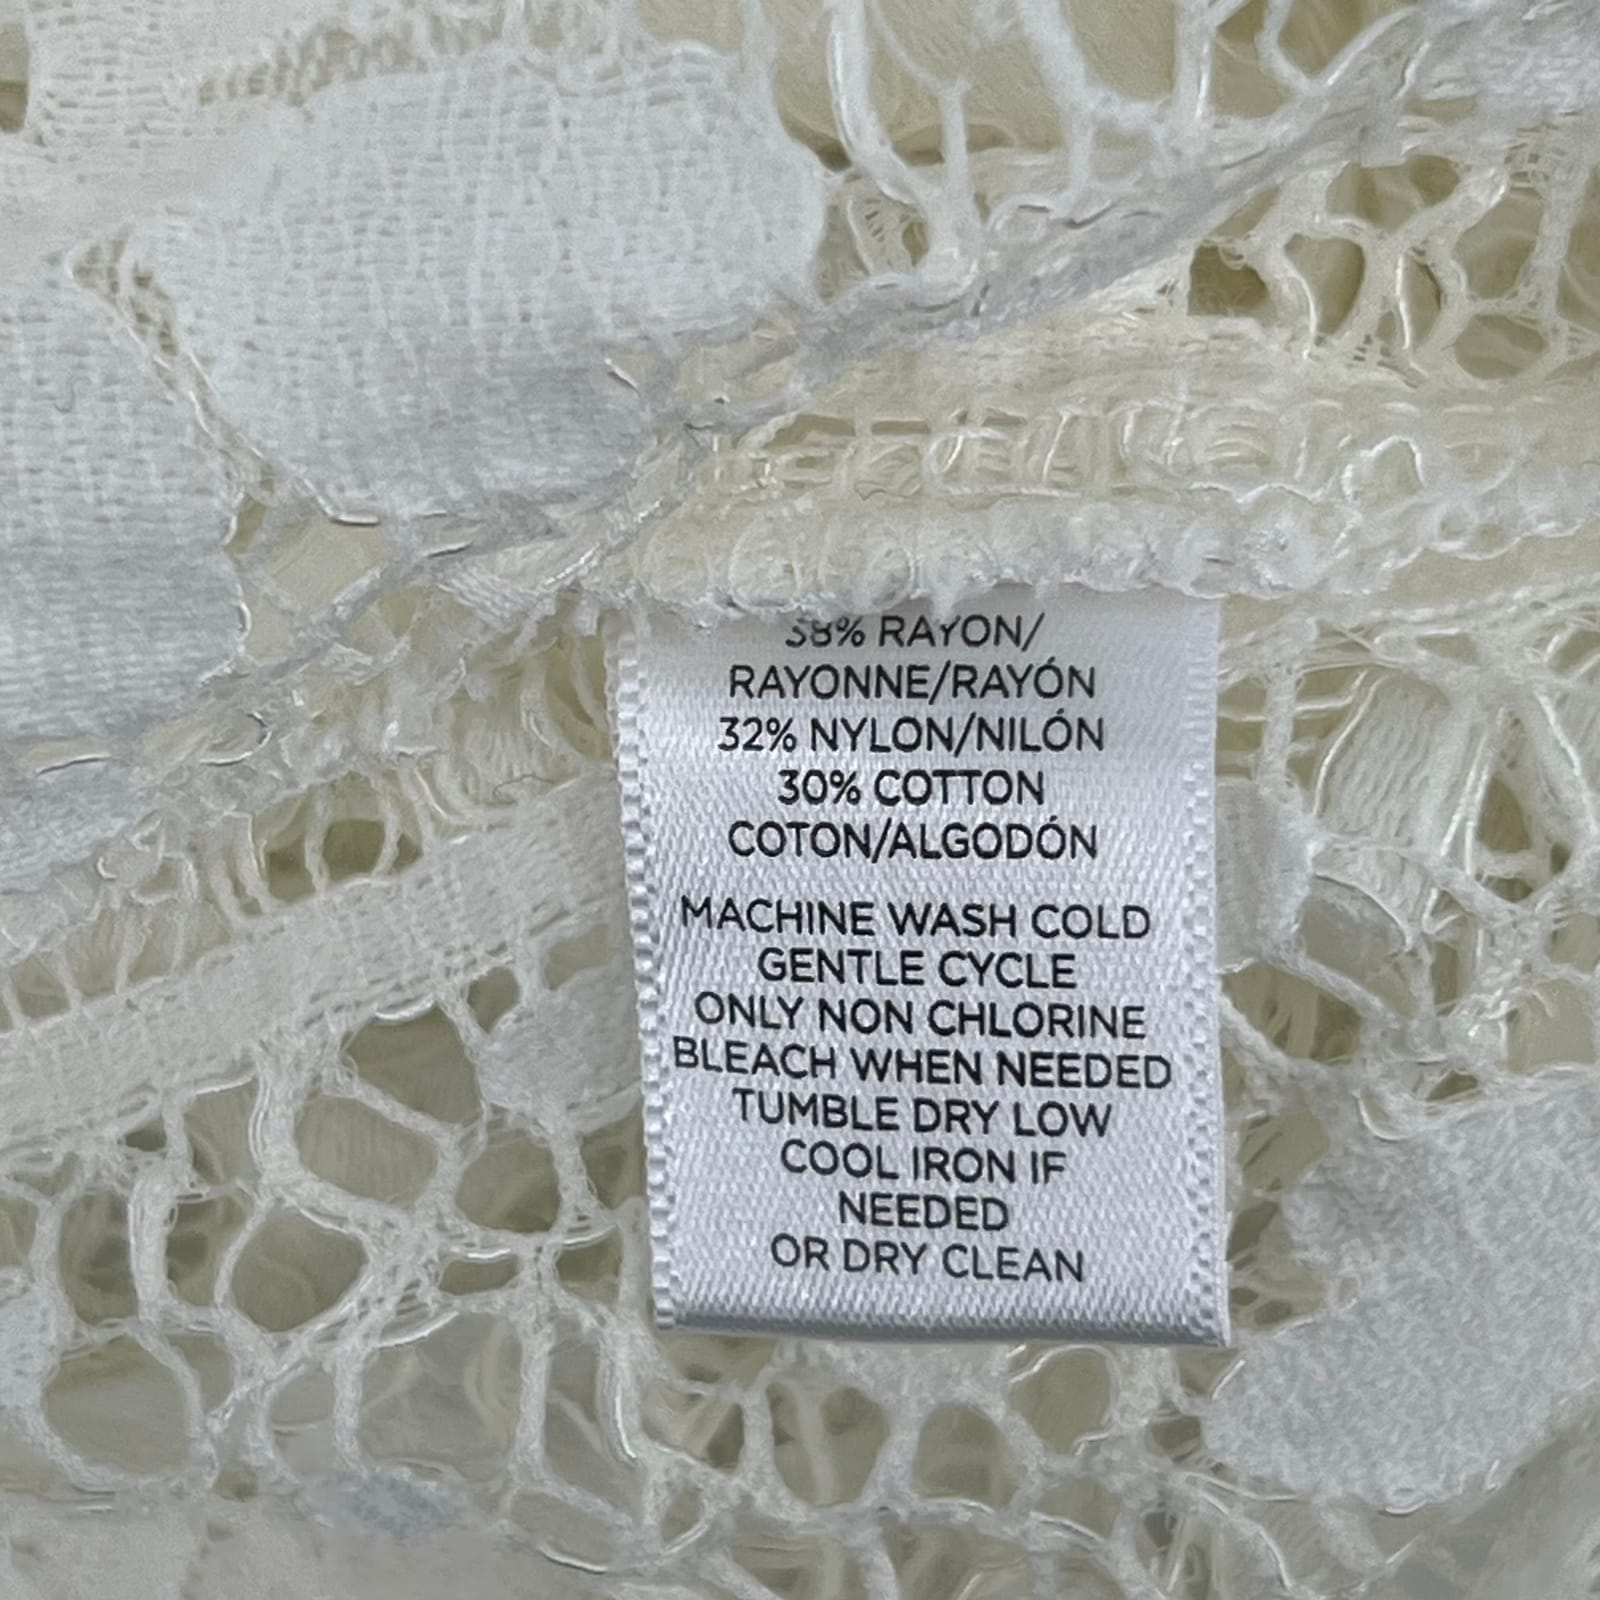 38% RAYON/
RAYONNE/RAYÓN
32% NYLON/NILÓN
30% COTTON
COTON/ALGODÓN
MACHINE WASH COLD
GENTLE CYCLE
ONLY NON CHLORINE
BLEACH WHEN NEEDED
TUMBLE DRY LOW
COOL IRON IF
NEEDED
OR DRY CLEAN